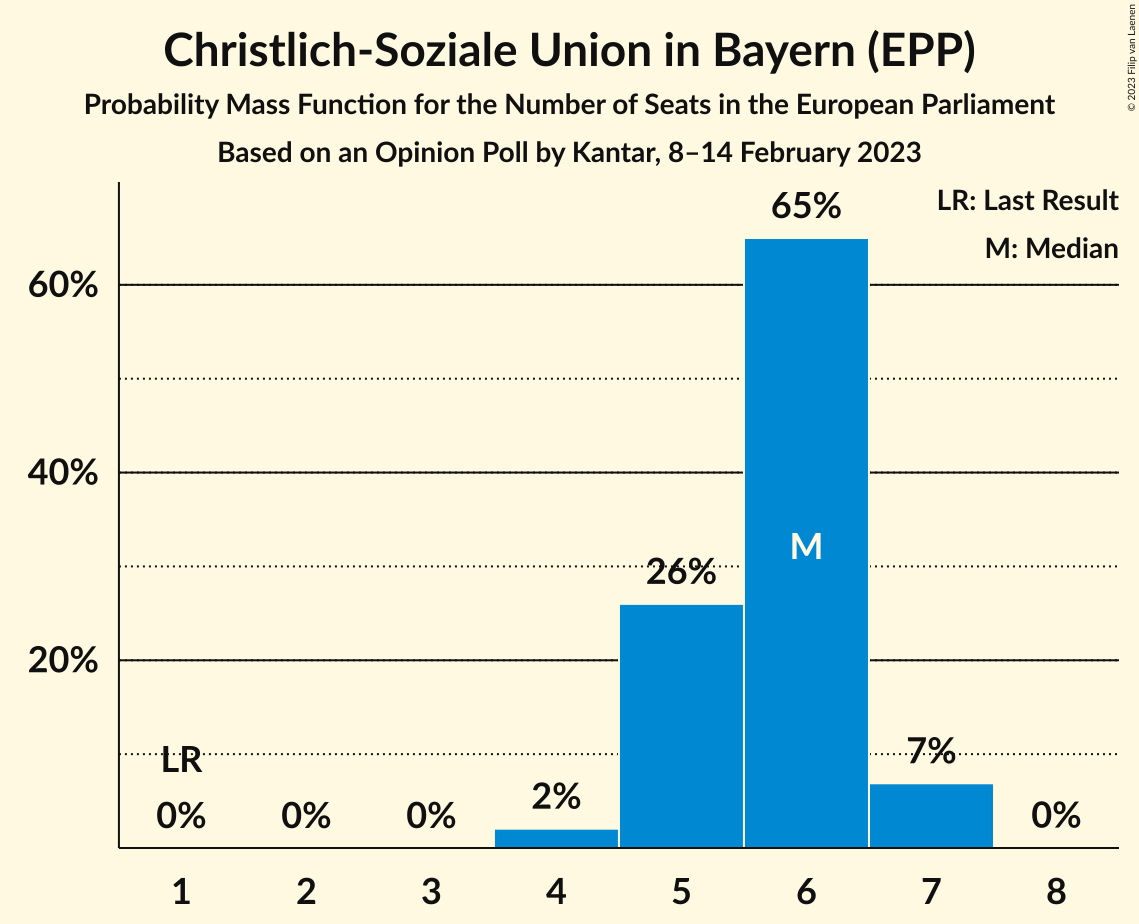 Christlich-Soziale Union in Bayern (EPP)
Probability Mass Function for the Number of Seats in the European Parliament
Based on an Opinion Poll by Kantar, 8–14 February 2023
© 2023 Filip van Laenen
LR: Last Result
M: Median
65%
60%
40%
M
26%
20%
LR
7%
2%
0% 0% 0% 0%
1 2 3 4 5 6 7 8